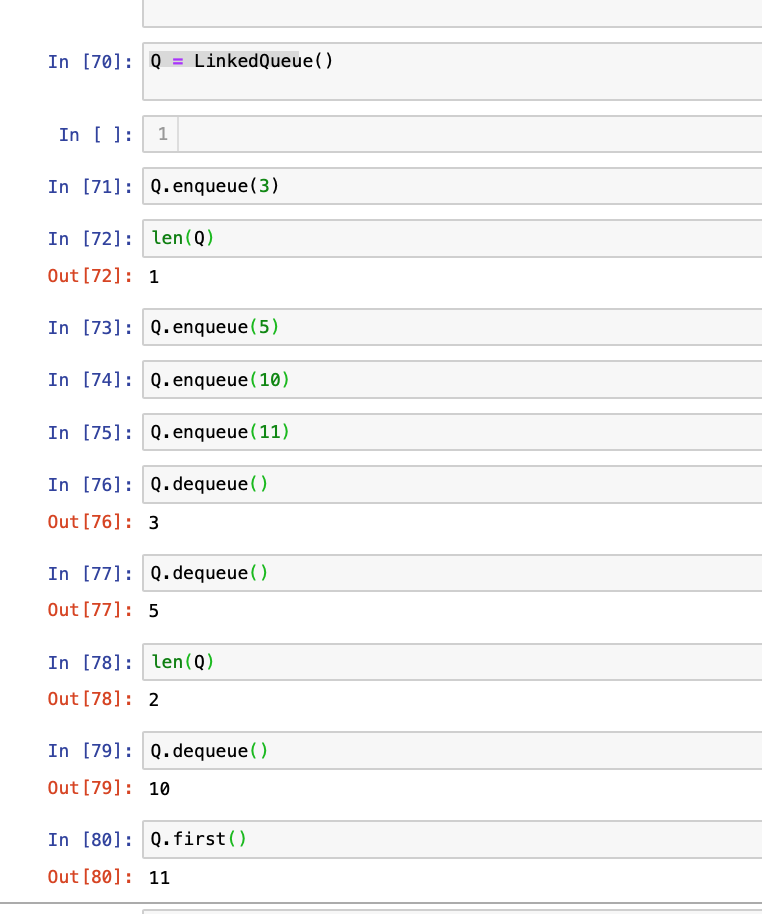 In [70]: Q = LinkedQueue()
In [ ]: 1
In [71]: Q.enqueue(3)
In [72]: len(Q)
Out[72]: 1
In [73]: Q.enqueue(5)
In [74]: Q.enqueue(10)
In [75]: Q.enqueue(11)
In [76]: Q.dequeue()
Out[76]: 3
In [77]: Q.dequeue()
Out[77]: 5
In [78]: len(Q)
Out[78]: 2
In [79]: Q.dequeue()
Out[79]: 10
In [80]: Q.first()
Out[80]: 11